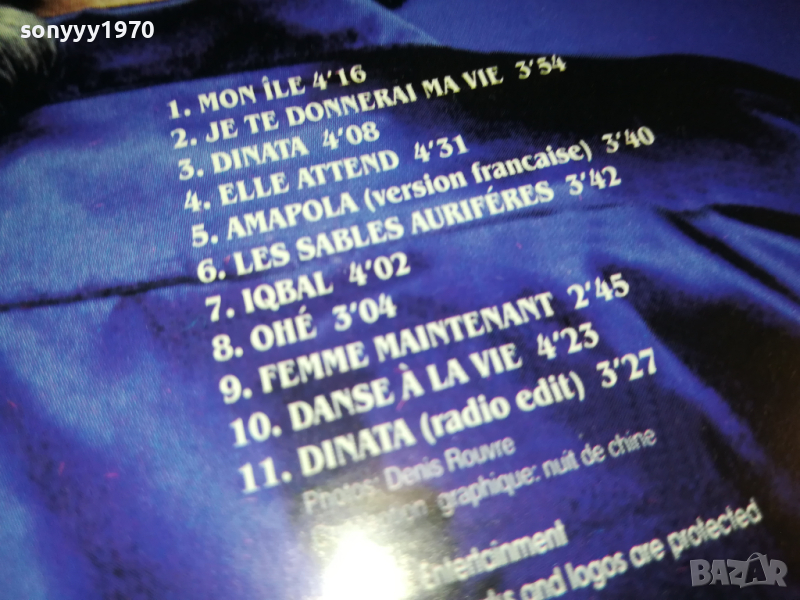 sonyyy1970
1. MON ÎLE 4'16
2. JE TE DONNERAI MA VIE 3'54
3. DINATA 4'08
4. ELLE ATTEND 4'31
5. AMAPOLA (version francaise) 3'40
6. LES SABLES AURIFÉRES 3'42
7. IQBAL 4'02
8. OHÉ 3'04
9. FEMME MAINTENANT 2'45
10. DANSE À LA VIE 4'23
11. DINATA (radio edit) 3'27
Photos: Denis Rouvre
graphique: nuit de chine
Entertainment
and logos are protected
BAZAR